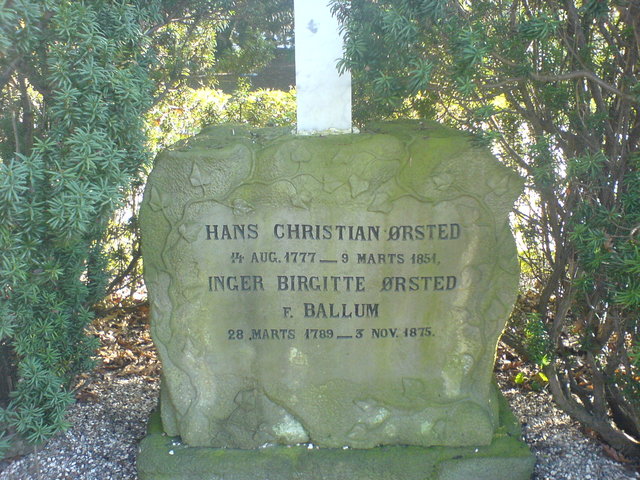 HANS CHRISTIAN ØRSTED
14 AUG. 1777 — 9 MARTS 1851.
INGER BIRGITTE ØRSTED
F. BALLUM
28. MARTS 1789 — 3 NOV. 1875.